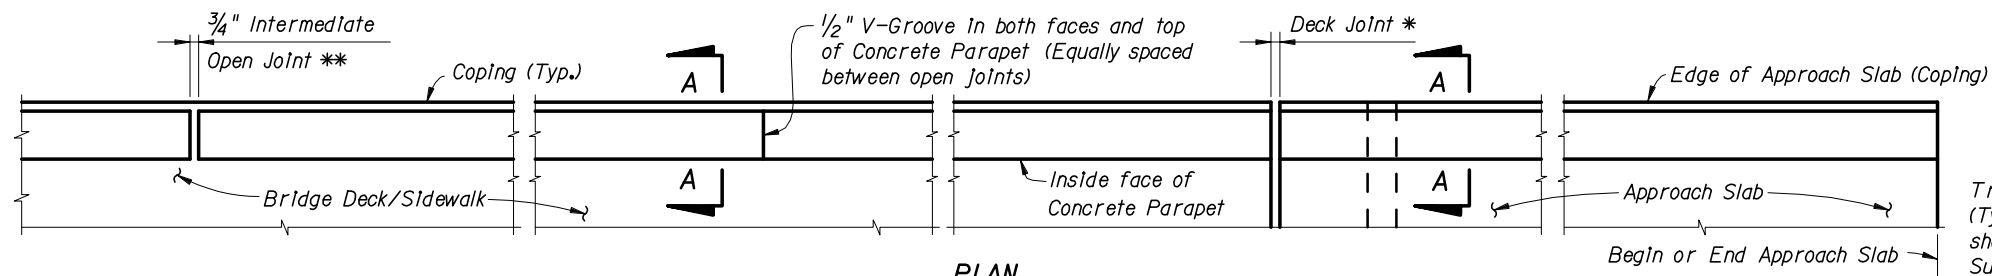 3/4" Intermediate
Open Joint **
Coping (Typ.)
1/2" V-Groove in both faces and top
of Concrete Parapet (Equally spaced
between open joints)
Deck Joint *
A
A
Edge of Approach Slab (Coping)
A
A
Bridge Deck/Sidewalk
Inside face of
Concrete Parapet
Approach Slab
Begin or End Approach Slab
PLAN